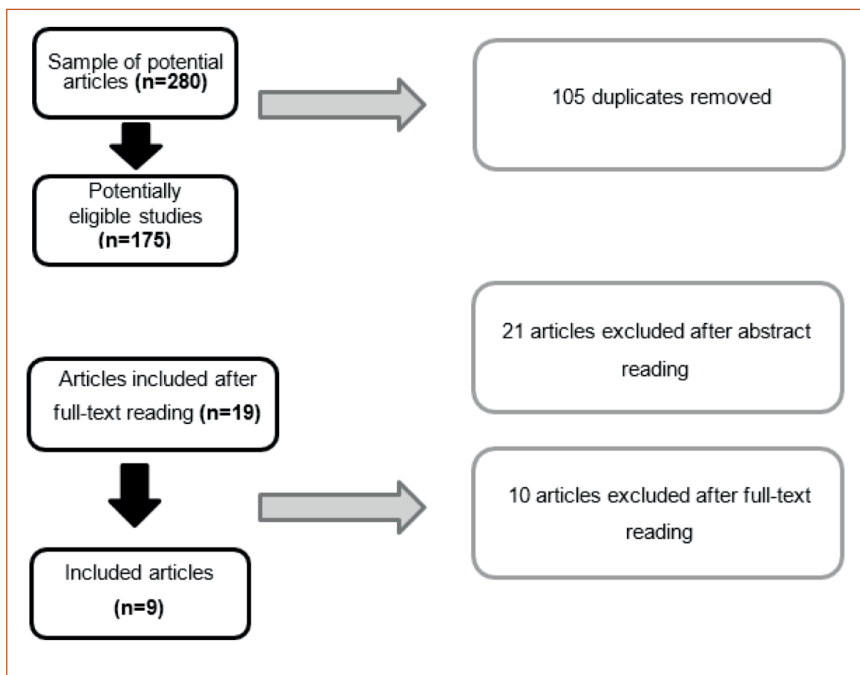 Sample of potential
articles (n=280)
105 duplicates removed
Potentially
eligible studies
(n=175)
21 articles excluded after abstract
reading
Articles included after
full-text reading (n=19)
10 articles excluded after full-text
reading
Included articles
(n=9)